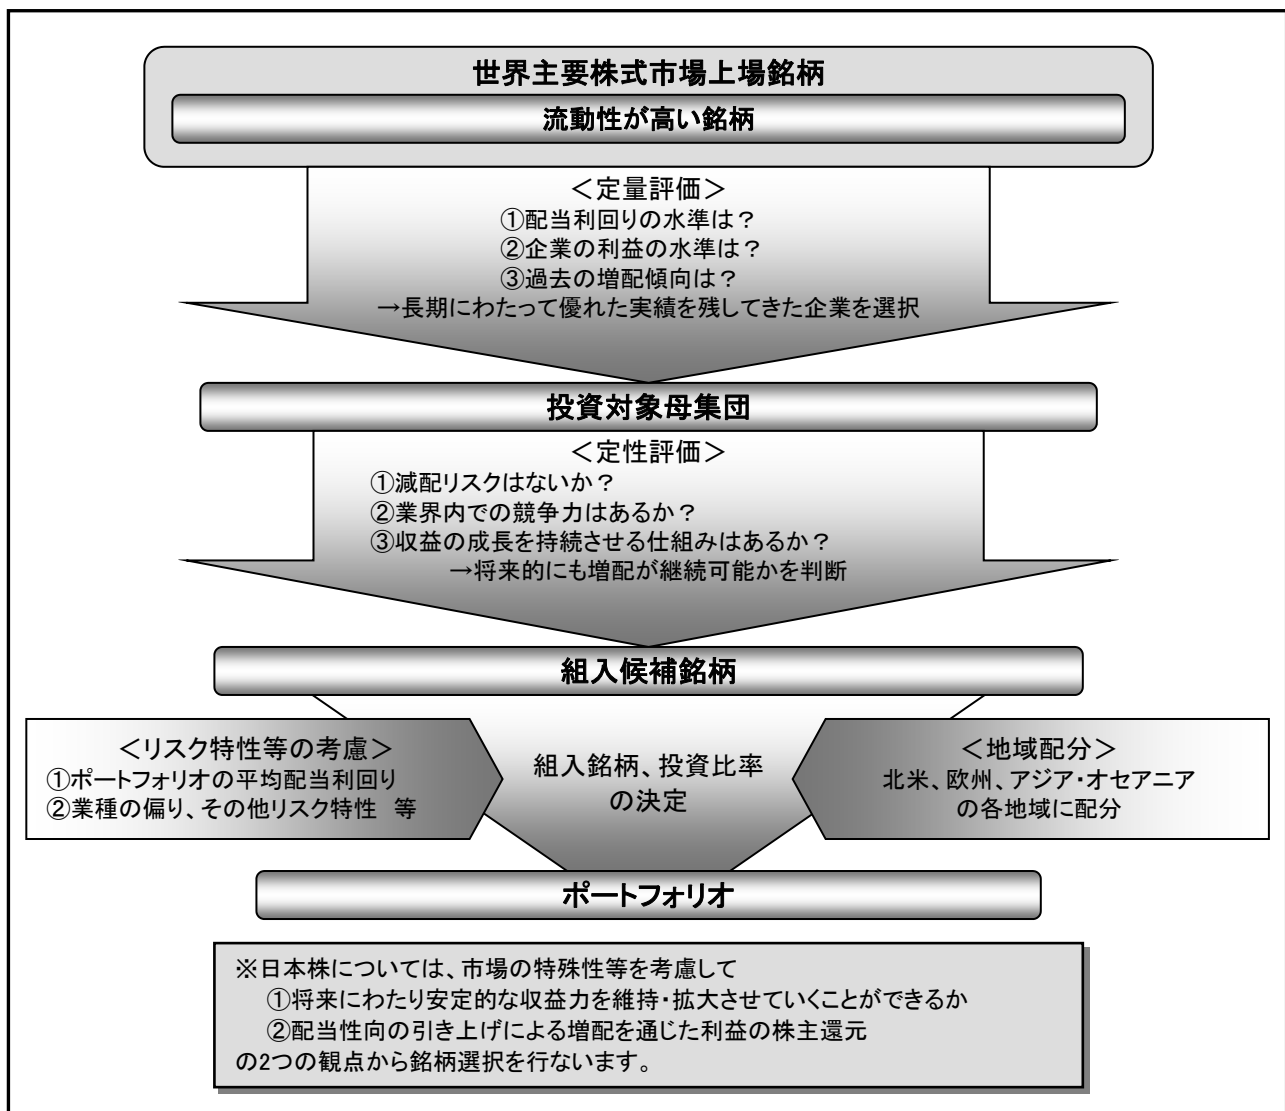 世界主要株式市場上場銘柄
流動性が高い銘柄
＜定量評価＞
①配当利回りの水準は？
②企業の利益の水準は？
③過去の増配傾向は？
→長期にわたって優れた実績を残してきた企業を選択
投資対象母集団
＜定性評価＞
①減配リスクはないか？
②業界内での競争力はあるか？
③収益の成長を持続させる仕組みはあるか？
→将来的にも増配が継続可能かを判断
組入候補銘柄
＜リスク特性等の考慮＞
①ポートフォリオの平均配当利回り
②業種の偏り、その他リスク特性　等
組入銘柄、投資比率
の決定
＜地域配分＞
北米、欧州、アジア・オセアニア
の各地域に配分
ポートフォリオ
※日本株については、市場の特殊性等を考慮して
①将来にわたり安定的な収益力を維持・拡大させていくことができるか
②配当性向の引き上げによる増配を通じた利益の株主還元
の2つの観点から銘柄選択を行ないます。